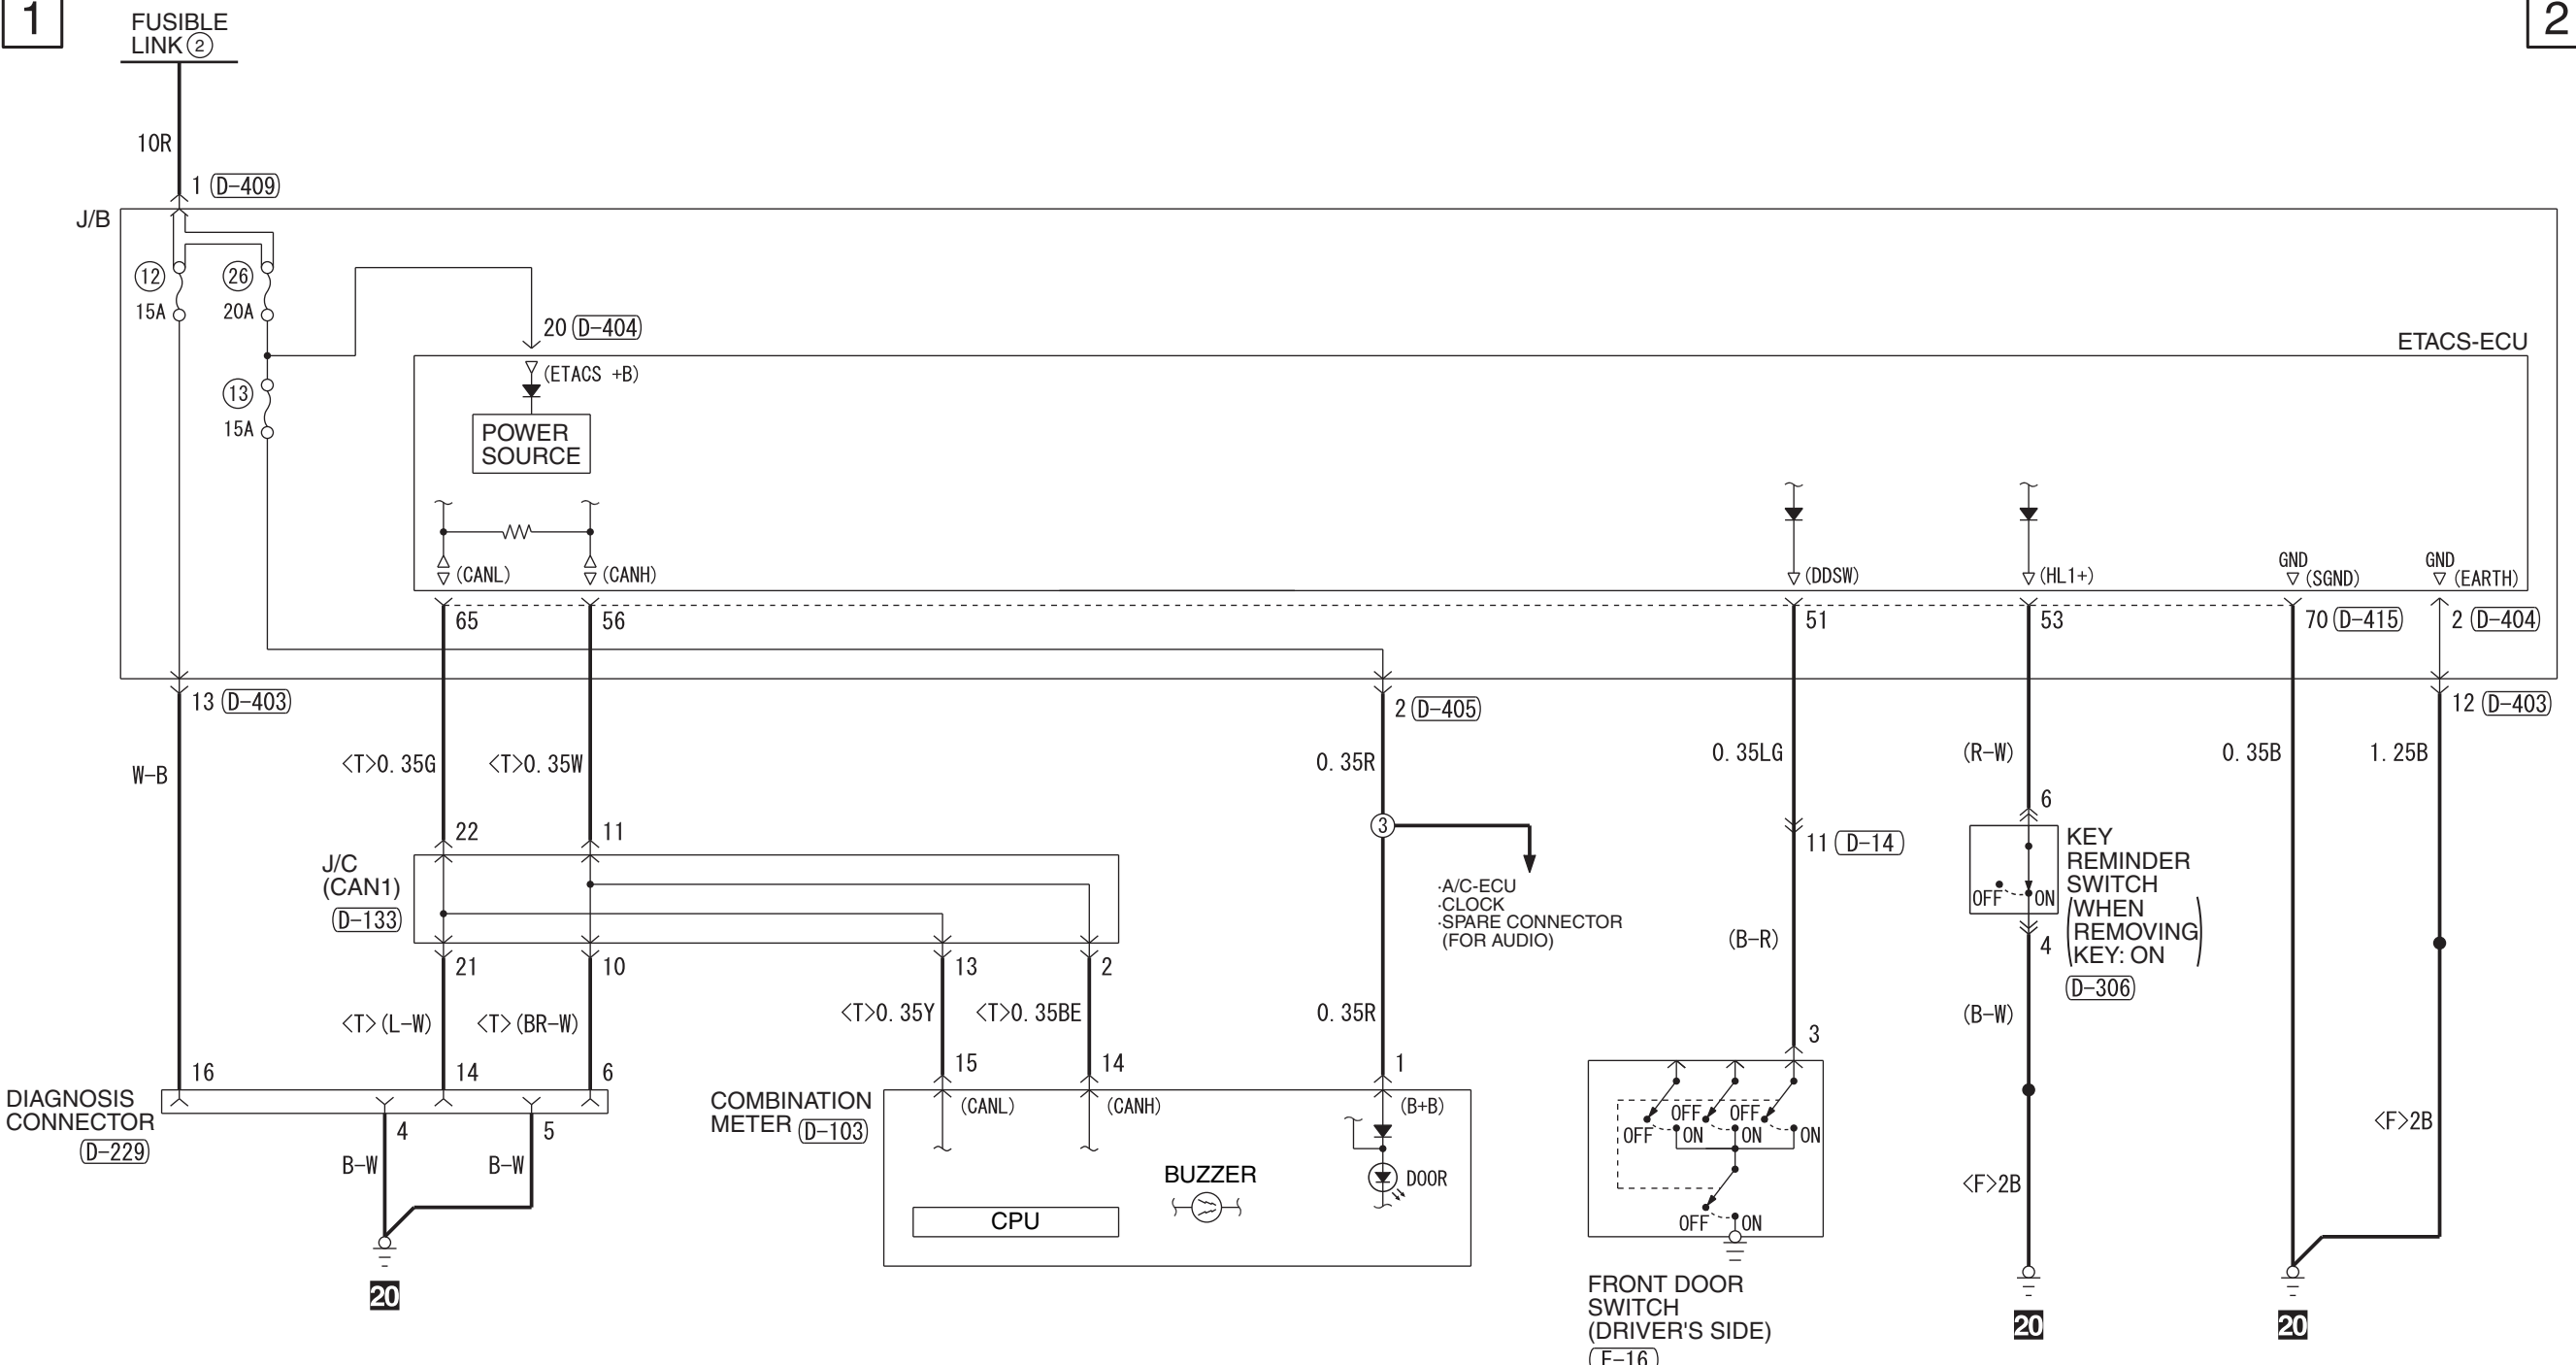 1
2
FUSIBLE
LINK 2
10R
1 D-409
J/B
12
15A
26
20A
13
15A
20 D-404
ETACS-ECU
(ETACS +B)
POWER
SOURCE
(CANL)
(CANH)
(DDSW)
(HL1+)
GND
(SGND)
GND
(EARTH)
65
56
51
53
70 D-415
2 D-404
13 D-403
2 D-405
12 D-403
W-B
<T>0.35G
<T>0.35W
0.35R
0.35LG
(R-W)
0.35B
1.25B
22
11
J/C
(CAN1)
D-133
3
·A/C-ECU
·CLOCK
·SPARE CONNECTOR
(FOR AUDIO)
11 D-14
6
OFF
ON
KEY
REMINDER
SWITCH
(WHEN
REMOVING
KEY: ON)
D-306
4
21
10
13
2
(B-R)
<T>(L-W)
<T>(BR-W)
<T>0.35Y
<T>0.35BE
0.35R
(B-W)
3
16
14
6
15
14
1
DIAGNOSIS
CONNECTOR
D-229
4
5
B-W
B-W
20
COMBINATION
METER D-103
(CANL)
(CANH)
(B+B)
BUZZER
DOOR
CPU
OFF
OFF
OFF
ON
ON
ON
OFF
ON
FRONT DOOR
SWITCH
(DRIVER'S SIDE)
E-16
<F>2B
<F>2B
20
20